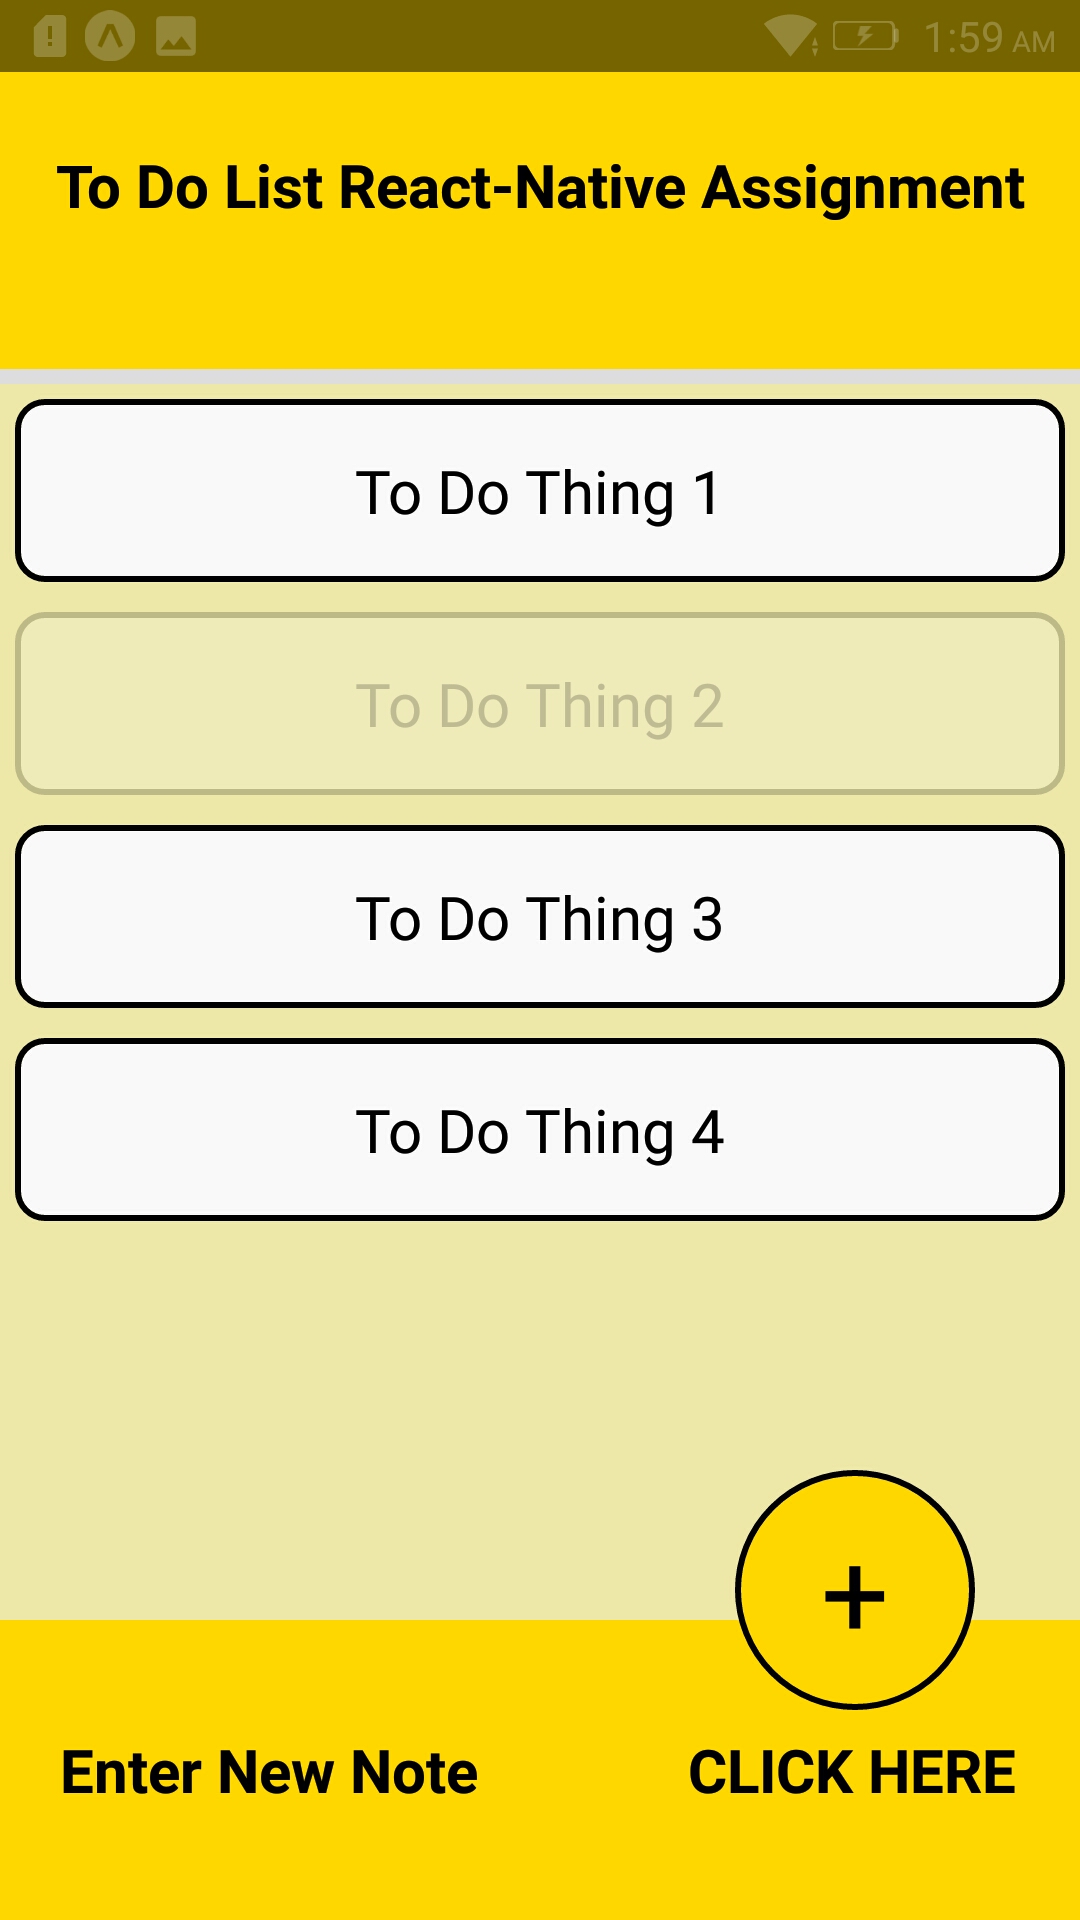 1:59 AM
To Do List React-Native Assignment
To Do Thing 1
To Do Thing 2
To Do Thing 3
To Do Thing 4
+
Enter New Note CLICK HERE